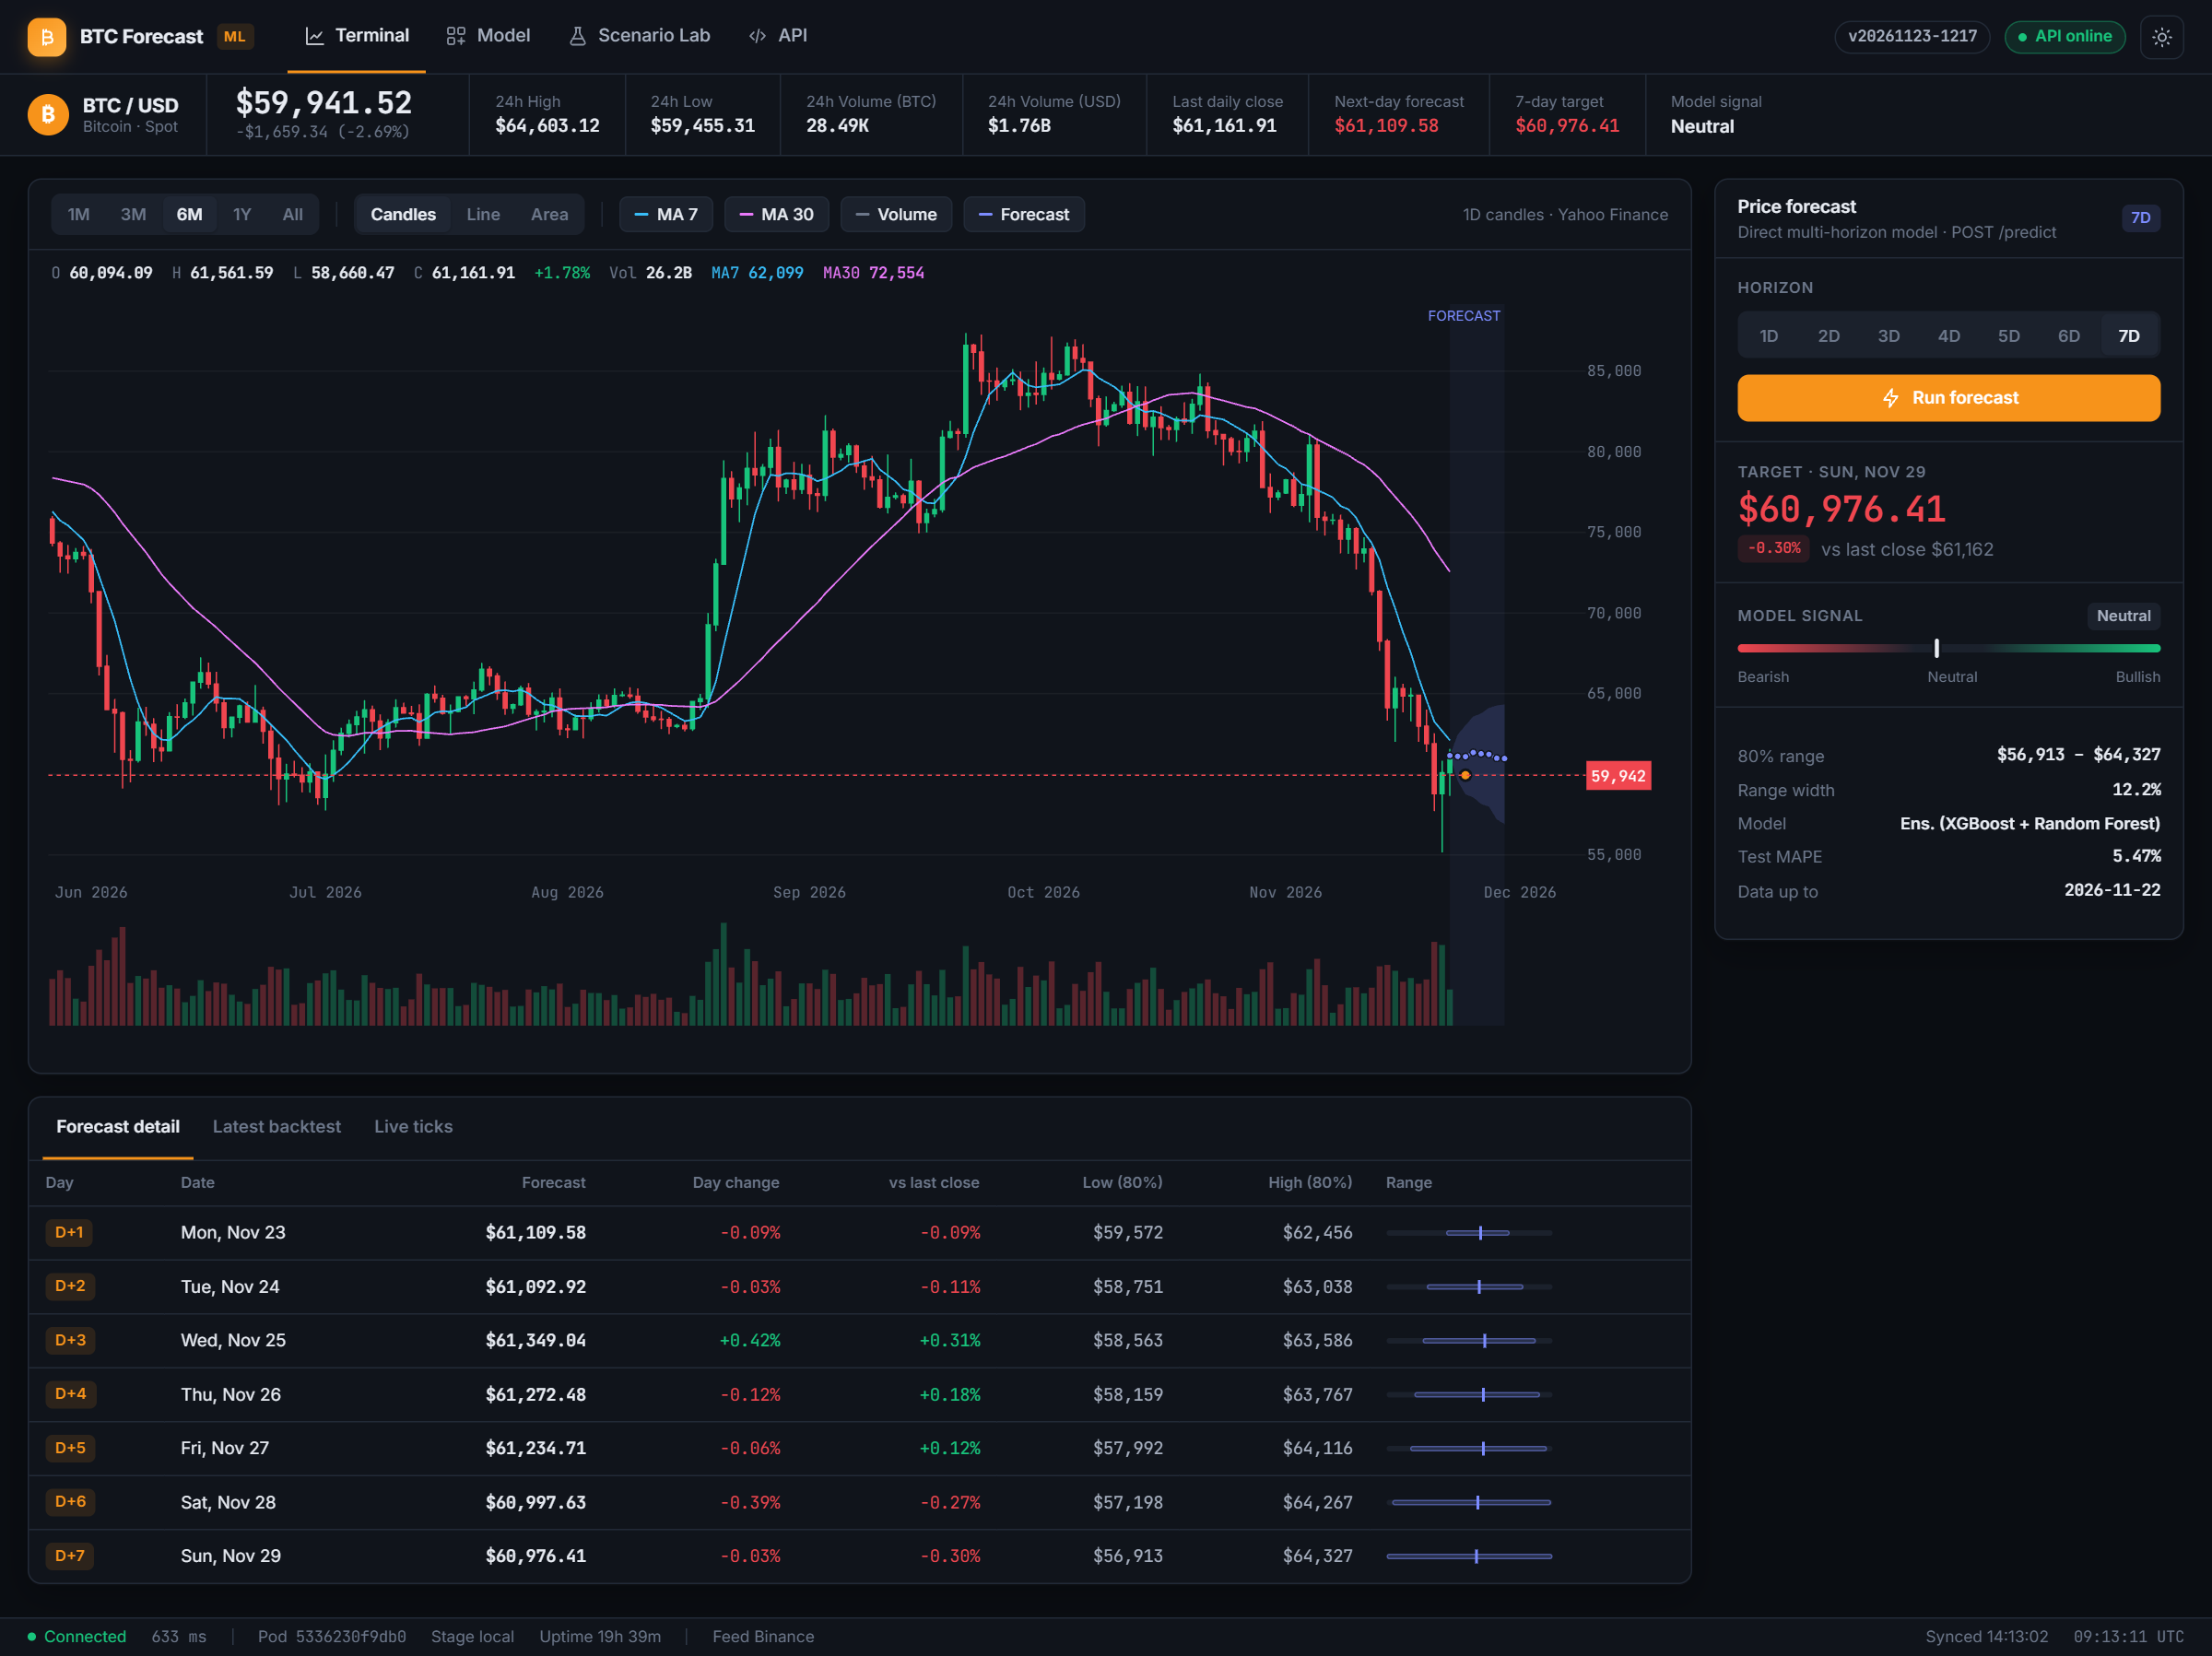 BTC Forecast ML Terminal Model Scenario Lab API v20261123-1217 API online
BTC / USD
Bitcoin · Spot
$59,941.52
-$1,659.34 (-2.69%)
24h High
$64,603.12
24h Low
$59,455.31
24h Volume (BTC)
28.49K
24h Volume (USD)
$1.76B
Last daily close
$61,161.91
Next-day forecast
$61,109.58
7-day target
$60,976.41
Model signal
Neutral
1M 3M 6M 1Y All Candles Line Area MA 7 MA 30 Volume Forecast 1D candles · Yahoo Finance
O 60,094.09 H 61,561.59 L 58,660.47 C 61,161.91 +1.78% Vol 26.2B MA7 62,099 MA30 72,554
FORECAST
85,000
80,000
75,000
70,000
65,000
59,942
55,000
Jun 2026 Jul 2026 Aug 2026 Sep 2026 Oct 2026 Nov 2026 Dec 2026
Price forecast
Direct multi-horizon model · POST /predict
7D
HORIZON
1D 2D 3D 4D 5D 6D 7D
Run forecast
TARGET · SUN, NOV 29
$60,976.41
-0.30% vs last close $61,162
MODEL SIGNAL Neutral
Bearish Neutral Bullish
80% range $56,913 – $64,327
Range width 12.2%
Model Ens. (XGBoost + Random Forest)
Test MAPE 5.47%
Data up to 2026-11-22
Forecast detail Latest backtest Live ticks
Day Date Forecast Day change vs last close Low (80%) High (80%) Range
D+1 Mon, Nov 23 $61,109.58 -0.09% -0.09% $59,572 $62,456
D+2 Tue, Nov 24 $61,092.92 -0.03% -0.11% $58,751 $63,038
D+3 Wed, Nov 25 $61,349.04 +0.42% +0.31% $58,563 $63,586
D+4 Thu, Nov 26 $61,272.48 -0.12% +0.18% $58,159 $63,767
D+5 Fri, Nov 27 $61,234.71 -0.06% +0.12% $57,992 $64,116
D+6 Sat, Nov 28 $60,997.63 -0.39% -0.27% $57,198 $64,267
D+7 Sun, Nov 29 $60,976.41 -0.03% -0.30% $56,913 $64,327
Connected 633 ms Pod 5336230f9db0 Stage local Uptime 19h 39m Feed Binance Synced 14:13:02 09:13:11 UTC